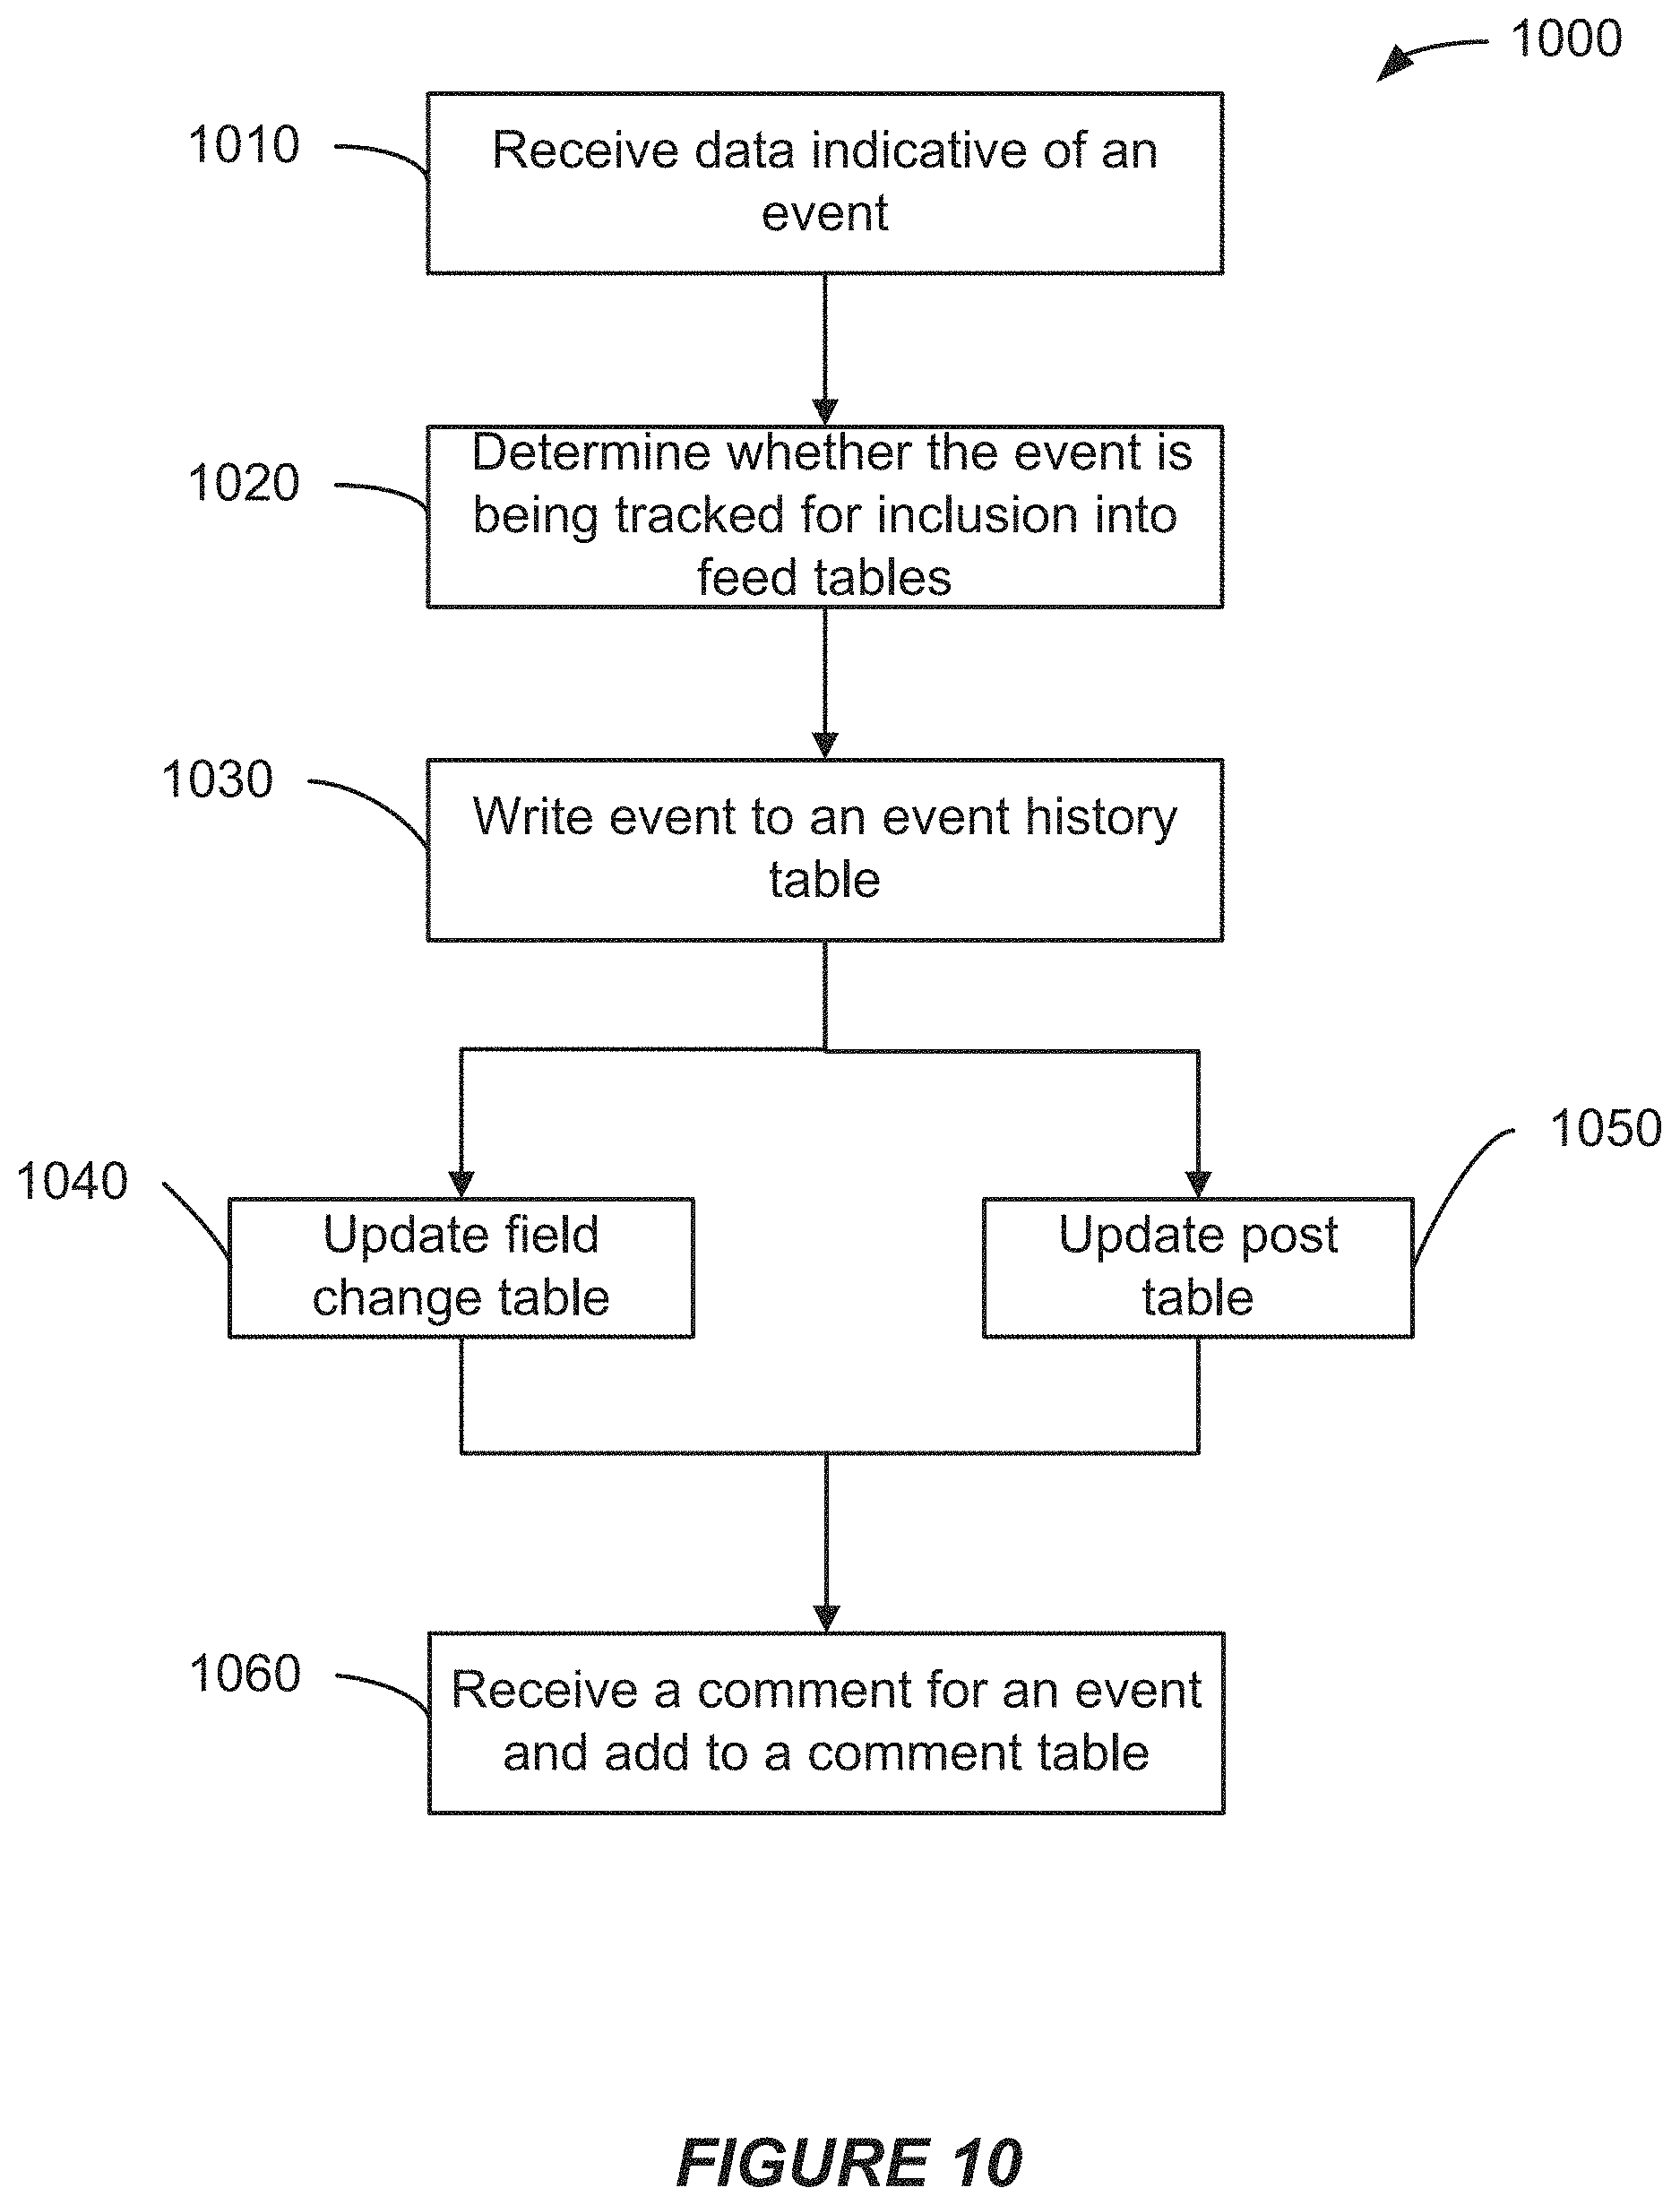 1000
1010
Receive data indicative of an
event
1020
Determine whether the event is
being tracked for inclusion into
feed tables
1030
Write event to an event history
table
1040
Update field
change table
1050
Update post
table
1060
Receive a comment for an event
and add to a comment table
FIGURE 10